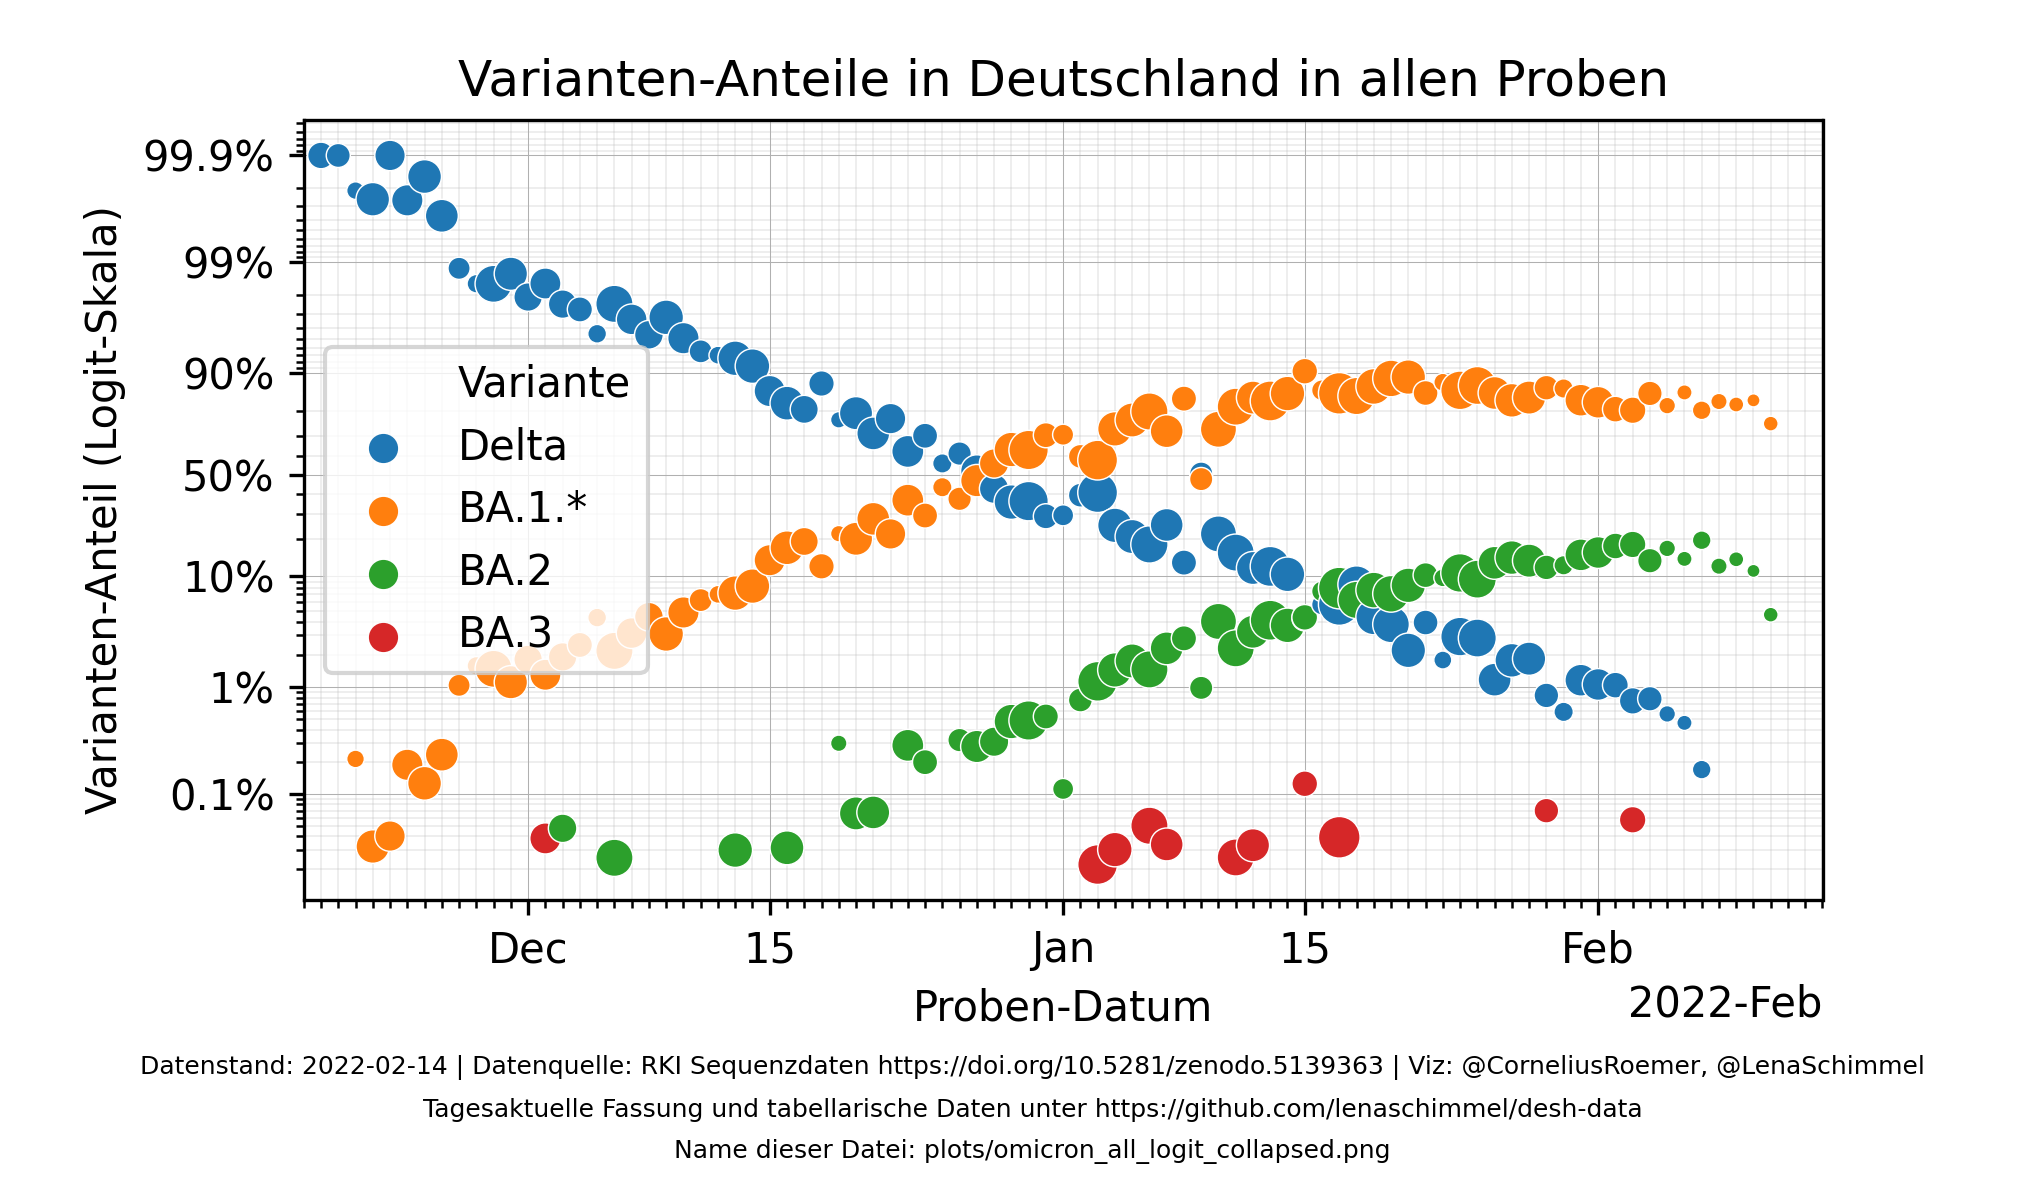 Varianten-Anteile in Deutschland in allen Proben
Varianten-Anteil (Logit-Skala)
99.9%
99%
90%
50%
10%
1%
0.1%
Variante
Delta
BA.1.*
BA.2
BA.3
Dec
15
Jan
15
Feb
Proben-Datum
2022-Feb
Datenstand: 2022-02-14 | Datenquelle: RKI Sequenzdaten https://doi.org/10.5281/zenodo.5139363 | Viz: @CorneliusRoemer, @LenaSchimmel
Tagesaktuelle Fassung und tabellarische Daten unter https://github.com/lenaschimmel/desh-data
Name dieser Datei: plots/omicron_all_logit_collapsed.png